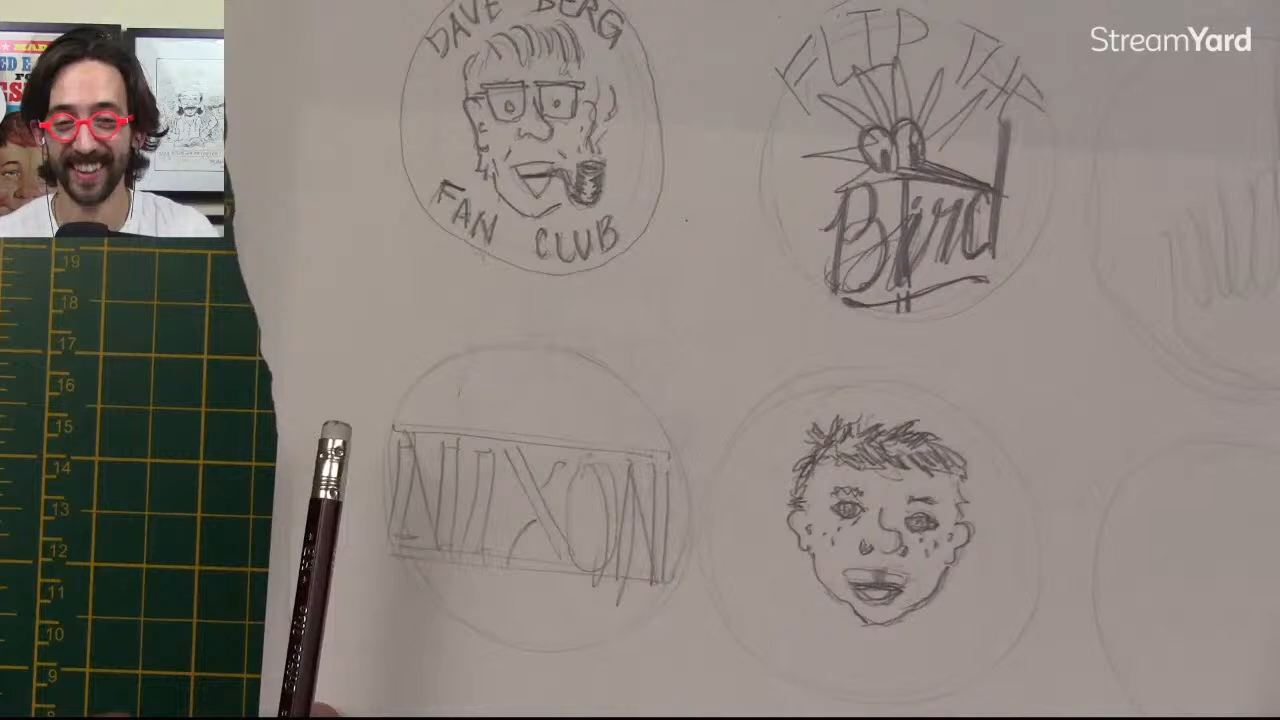 StreamYard
MAD
DAVE BERG
FAN CLUB
FLIP THE
Bird
NIXON
19
18
17
16
15
14
13
12
11
10
9